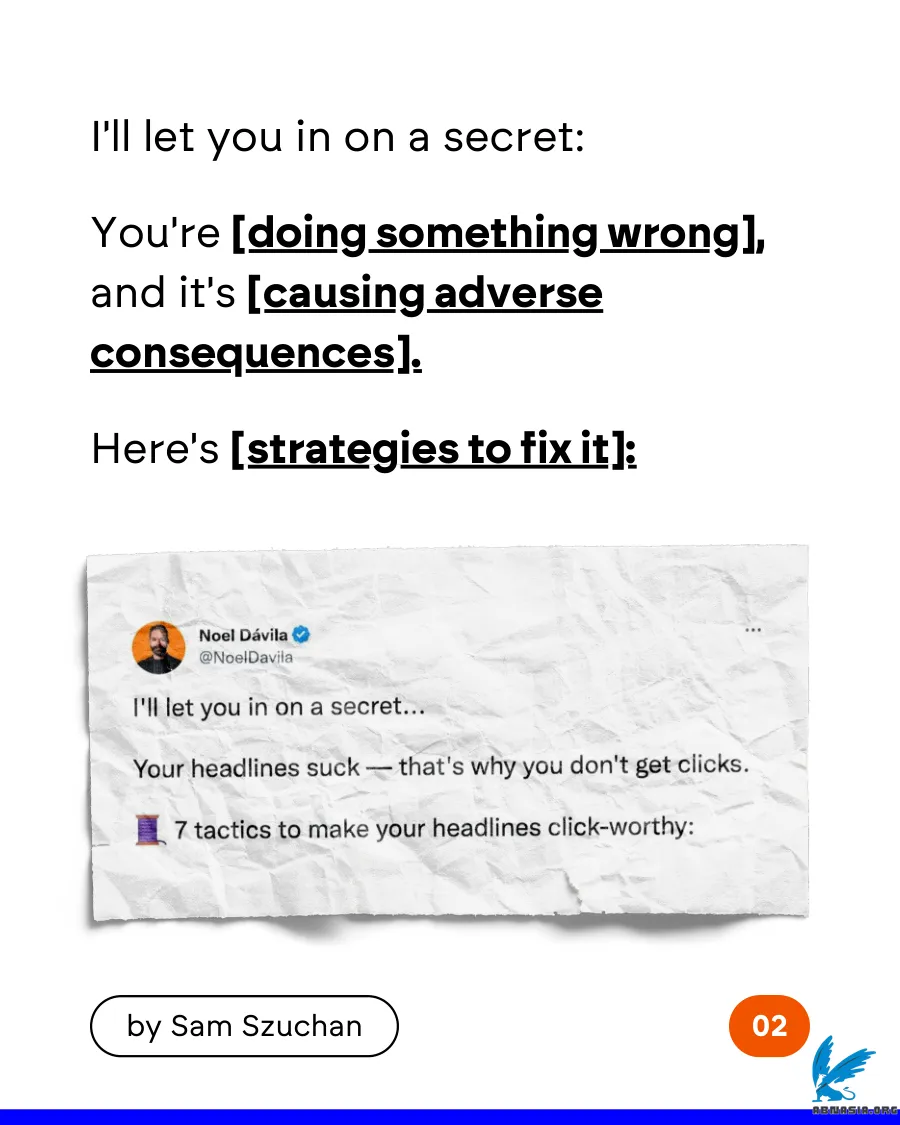 I'll let you in on a secret:
You're [doing something wrong],
and it's [causing adverse
consequences].
Here's [strategies to fix it]:
Noel Dávila
@NoelDavila
I'll let you in on a secret...
Your headlines suck — that's why you don't get clicks.
7 tactics to make your headlines click-worthy:
by Sam Szuchan
02